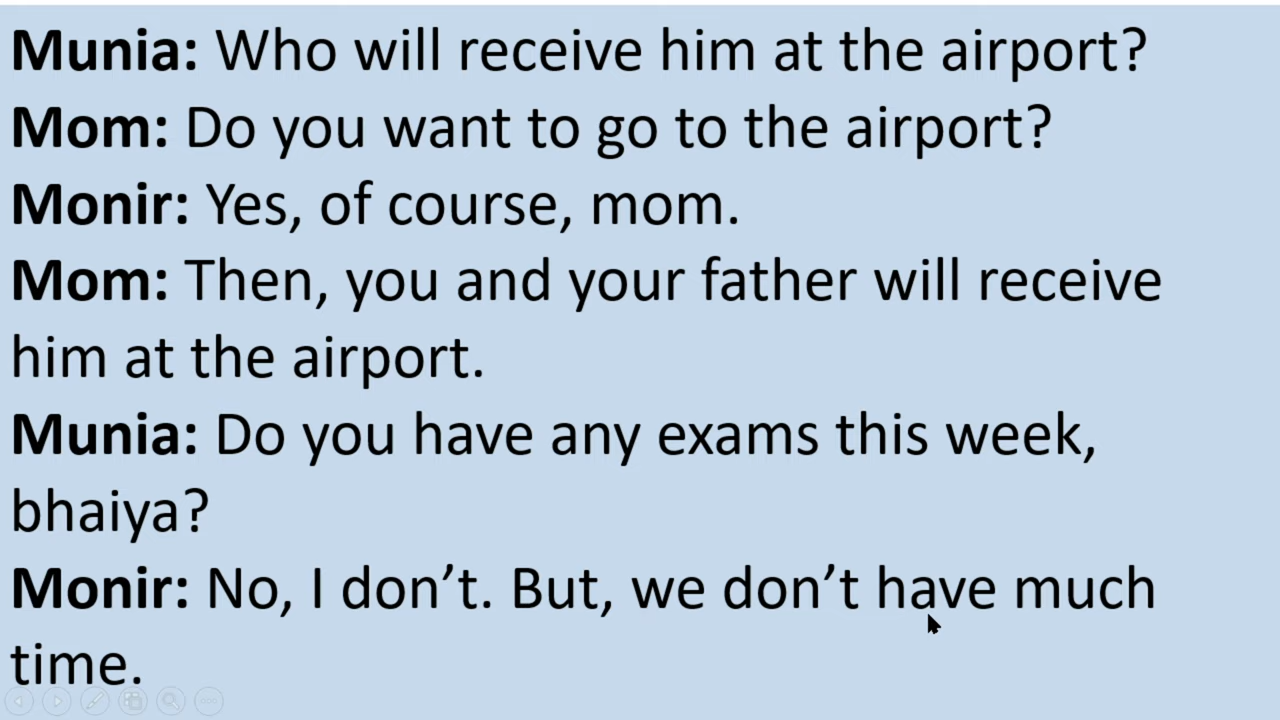 Munia: Who will receive him at the airport?
Mom: Do you want to go to the airport?
Monir: Yes, of course, mom.
Mom: Then, you and your father will receive
him at the airport.
Munia: Do you have any exams this week,
bhaiya?
Monir: No, I don’t. But, we don’t have much
time.